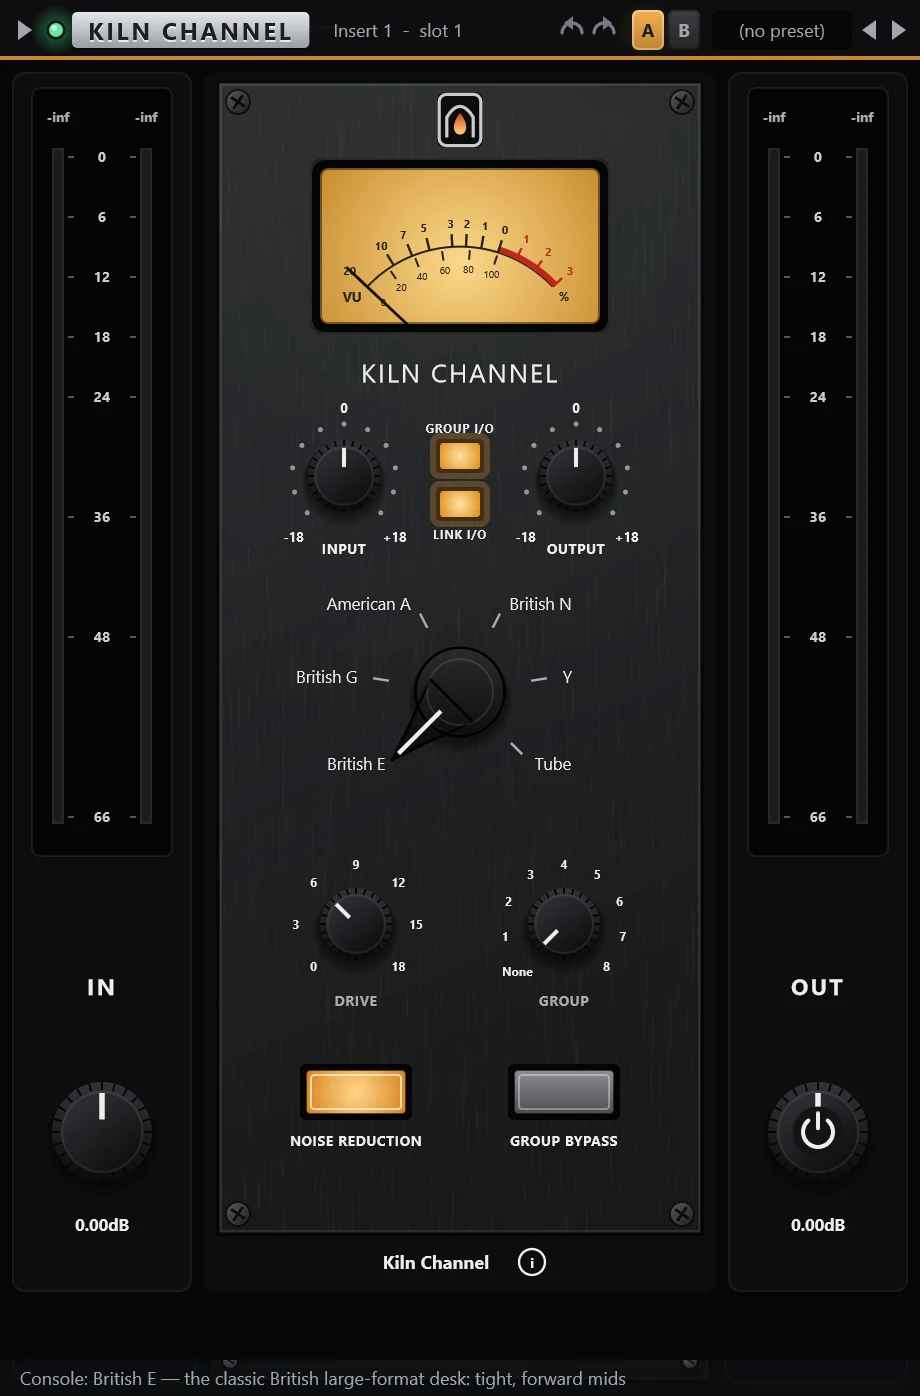 KILN CHANNEL
Insert 1 - slot 1
A
B
(no preset)
-inf -inf
0
6
12
18
24
36
48
66
IN
0.00dB
20 10 7 5 3 2 1 0 1 2 3
0 20 40 60 80 100
VU %
KILN CHANNEL
0
-18 +18
INPUT
GROUP I/O
LINK I/O
0
-18 +18
OUTPUT
American A British N
British G Y
British E Tube
0 3 6 9 12 15 18
DRIVE
None 1 2 3 4 5 6 7 8
GROUP
NOISE REDUCTION GROUP BYPASS
Kiln Channel i
-inf -inf
0
6
12
18
24
36
48
66
OUT
0.00dB
Console: British E — the classic British large-format desk: tight, forward mids